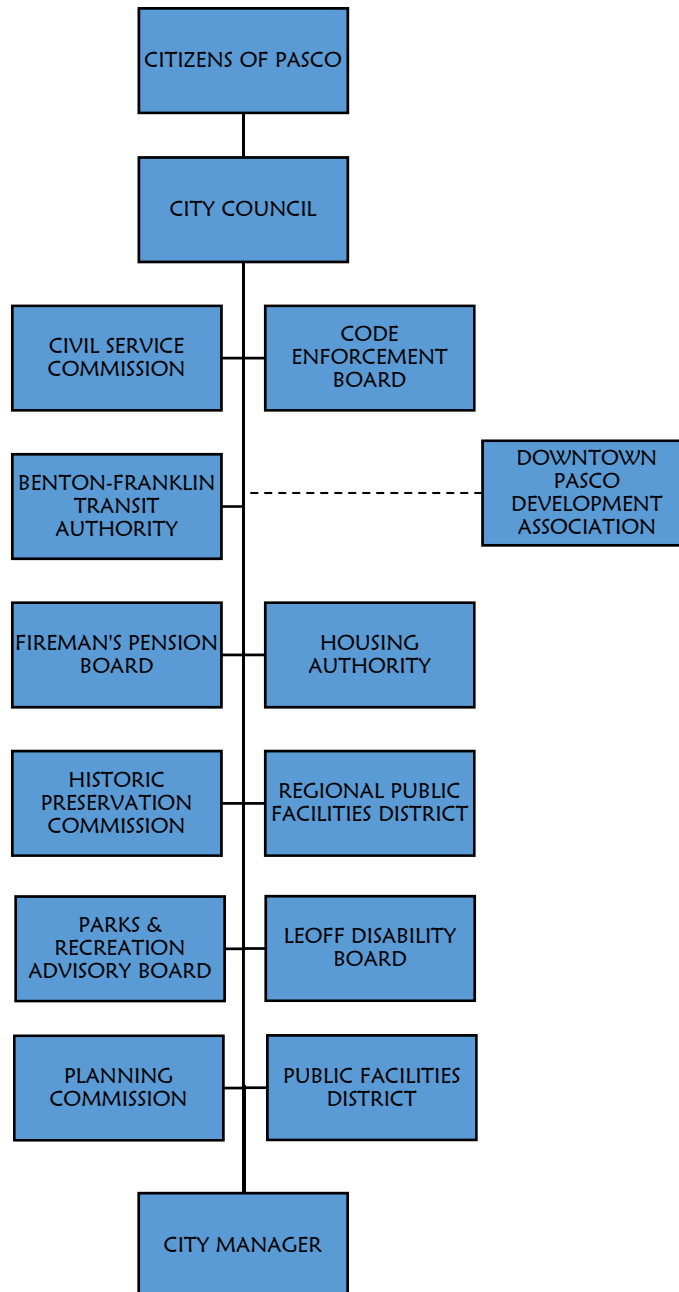 CITIZENS OF PASCO
CITY COUNCIL
CIVIL SERVICE
COMMISSION
CODE
ENFORCEMENT
BOARD
BENTON-FRANKLIN
TRANSIT
AUTHORITY
DOWNTOWN
PASCO
DEVELOPMENT
ASSOCIATION
FIREMAN'S PENSION
BOARD
HOUSING
AUTHORITY
HISTORIC
PRESERVATION
COMMISSION
REGIONAL PUBLIC
FACILITIES DISTRICT
PARKS &
RECREATION
ADVISORY BOARD
LEOFF DISABILITY
BOARD
PLANNING
COMMISSION
PUBLIC FACILITIES
DISTRICT
CITY MANAGER